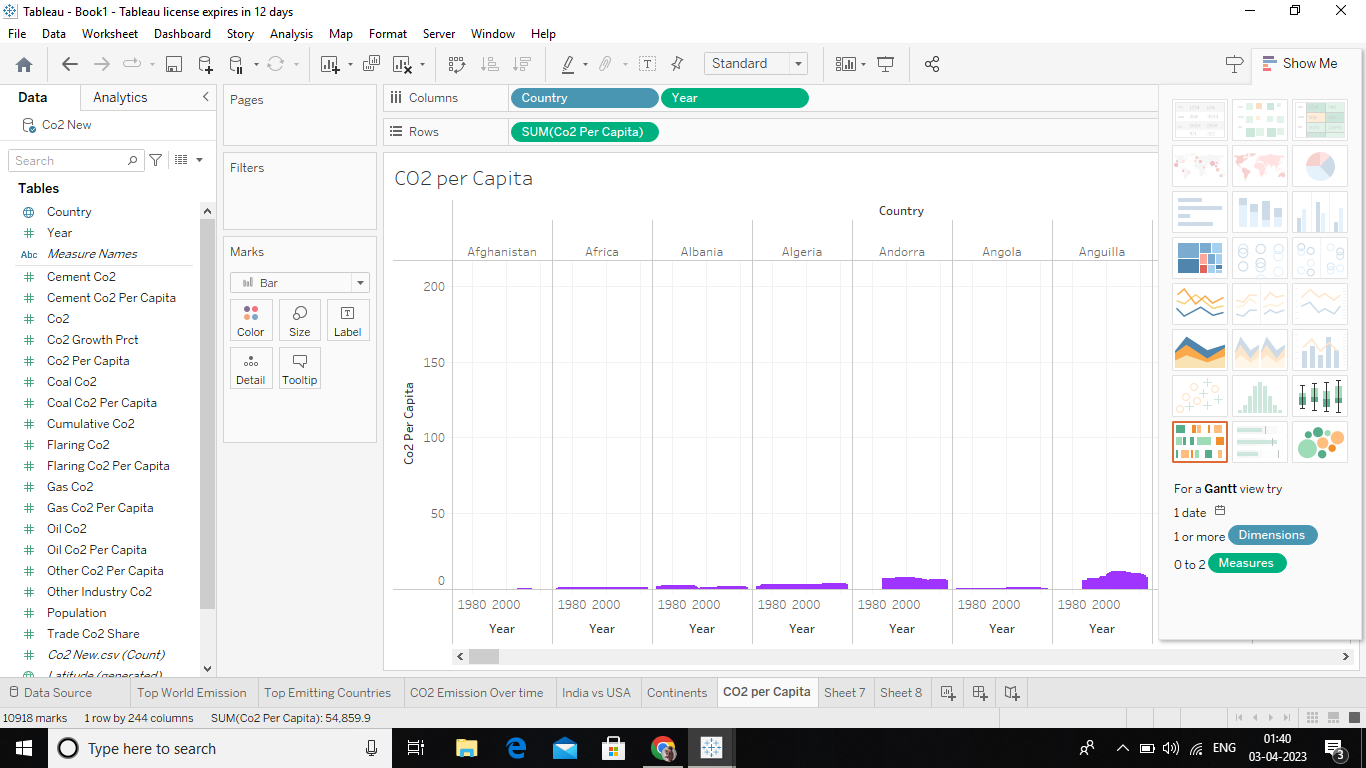 Tableau - Book1 - Tableau license expires in 12 days
File Data Worksheet Dashboard Story Analysis Map Format Server Window Help
Standard
Show Me
Data Analytics
Co2 New
Search
Tables
Country
Year
Abc Measure Names
Cement Co2
Cement Co2 Per Capita
Co2
Co2 Growth Prct
Co2 Per Capita
Coal Co2
Coal Co2 Per Capita
Cumulative Co2
Flaring Co2
Flaring Co2 Per Capita
Gas Co2
Gas Co2 Per Capita
Oil Co2
Oil Co2 Per Capita
Other Co2 Per Capita
Other Industry Co2
Population
Trade Co2 Share
Co2 New.csv (Count)
Latitude (generated)
Pages
Filters
Marks
Bar
Color Size Label
Detail Tooltip
Columns Country Year
Rows SUM(Co2 Per Capita)
CO2 per Capita
Country
Afghanistan Africa Albania Algeria Andorra Angola Anguilla
Co2 Per Capita
200
150
100
50
0
1980 2000 1980 2000 1980 2000 1980 2000 1980 2000 1980 2000 1980 2000
Year Year Year Year Year Year Year
For a Gantt view try
1 date
1 or more Dimensions
0 to 2 Measures
Data Source Top World Emission Top Emitting Countries CO2 Emission Over time India vs USA Continents CO2 per Capita Sheet 7 Sheet 8
10918 marks 1 row by 244 columns SUM(Co2 Per Capita): 54,859.9
Type here to search
ENG
01:40
03-04-2023
3